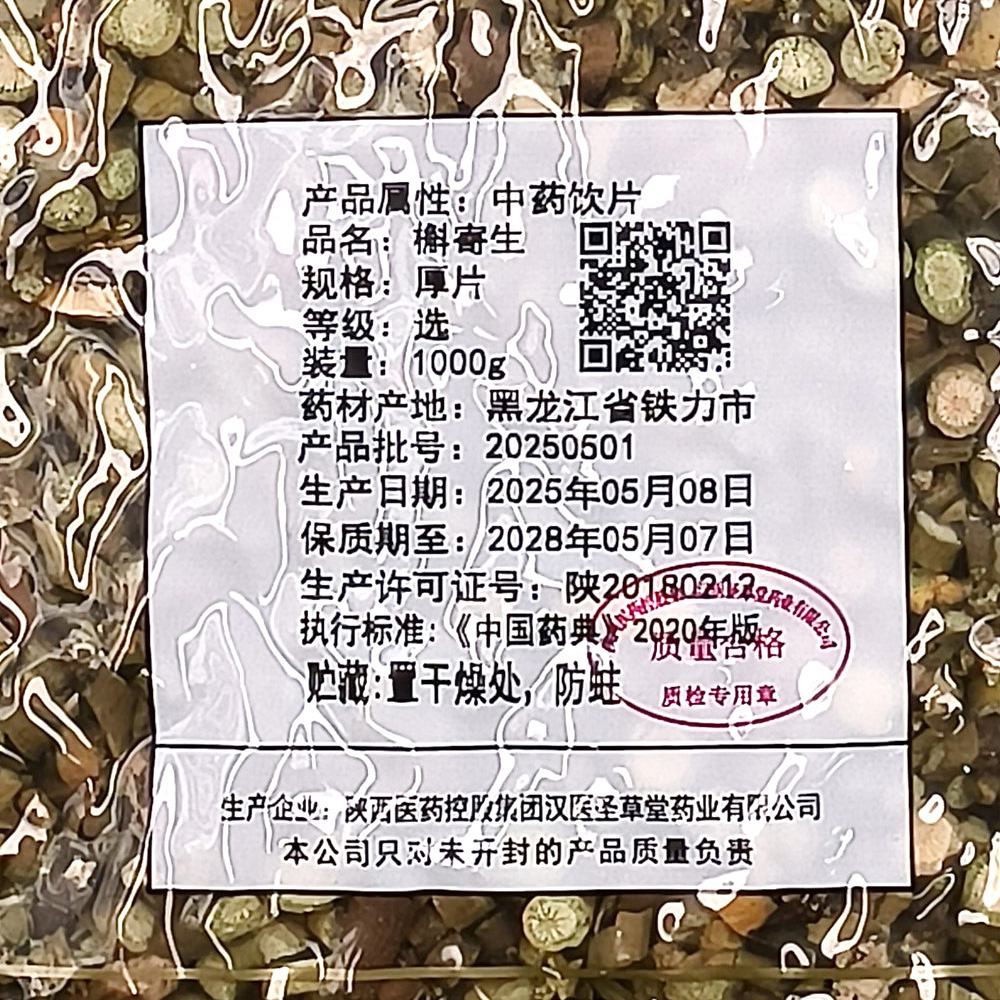 产品属性：中药饮片
品名：槲寄生
规格：厚片
等级：选
装量：1000g
药材产地：黑龙江省铁力市
产品批号：20250501
生产日期：2025年05月08日
保质期至：2028年05月07日
生产许可证号：陕20180212
执行标准:《中国药典》2020年版
贮藏:置干燥处，防蛀
质量合格
质检专用章
生产企业：陕西医药控股集团汉医圣草堂药业有限公司
本公司只对未开封的产品质量负责